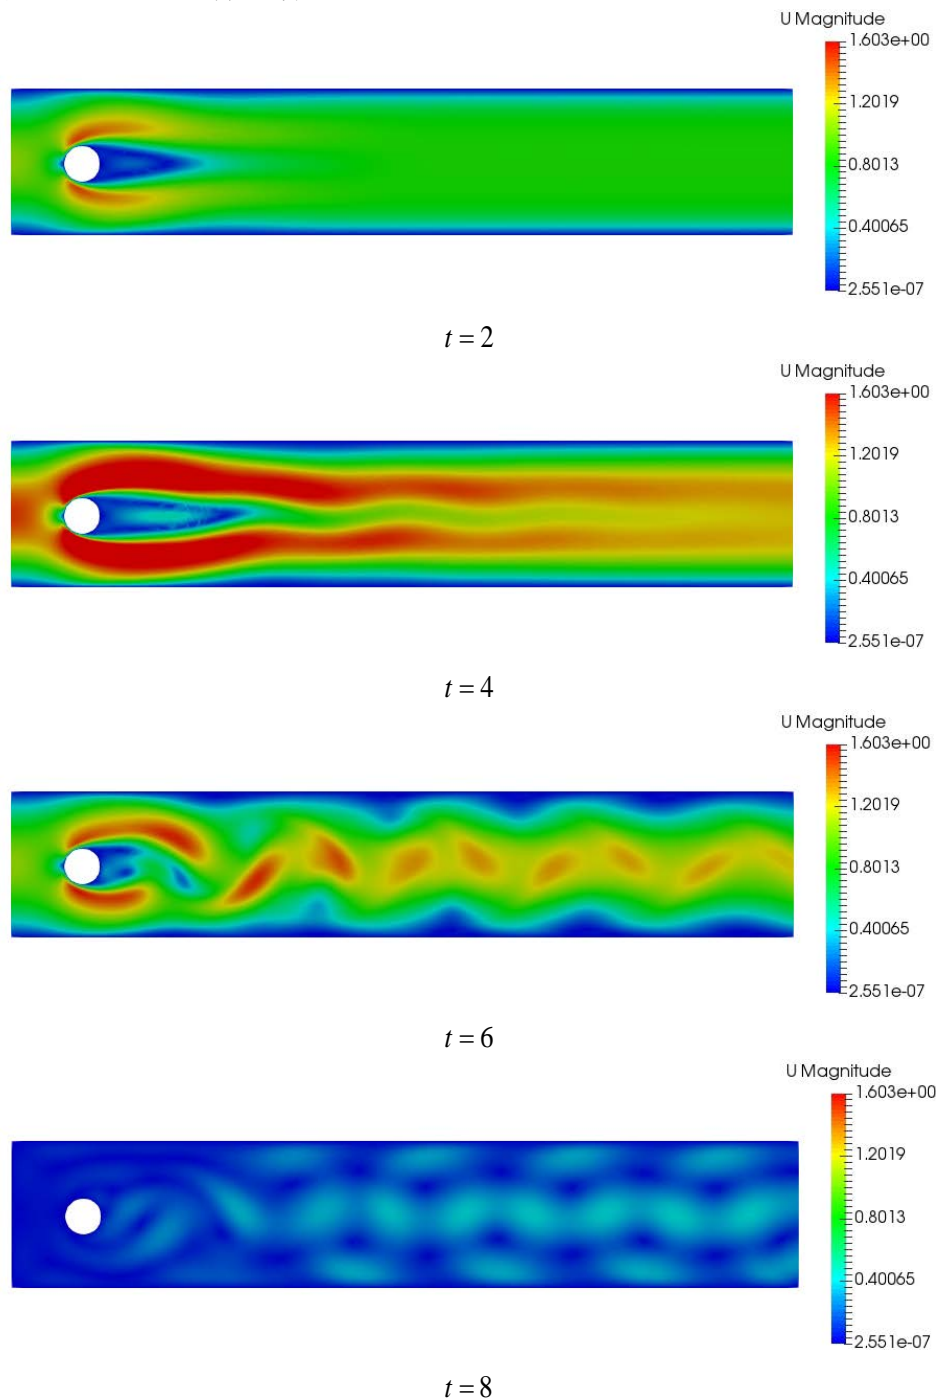 U Magnitude
1.603e+00
1.2019
0.8013
0.40065
2.551e-07
t = 2
U Magnitude
1.603e+00
1.2019
0.8013
0.40065
2.551e-07
t = 4
U Magnitude
1.603e+00
1.2019
0.8013
0.40065
2.551e-07
t = 6
U Magnitude
1.603e+00
1.2019
0.8013
0.40065
2.551e-07
t = 8